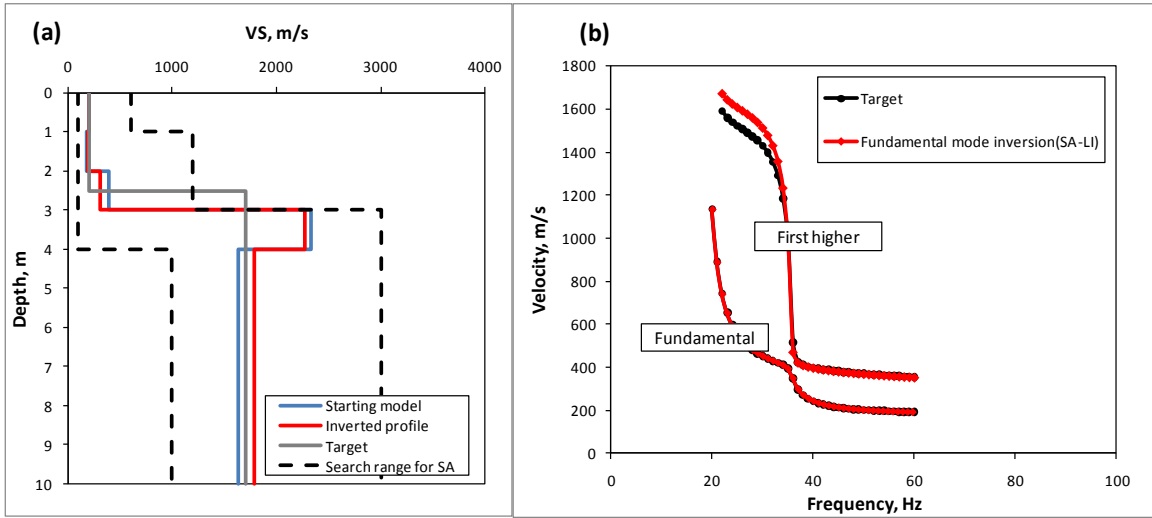 (a)
VS, m/s
0 1000 2000 3000 4000
0
1
2
3
4
5
6
7
8
9
10
Depth, m
Starting model
Inverted profile
Target
Search range for SA
(b)
1800
1600
1400
1200
1000
800
600
400
200
0
Velocity, m/s
Target
Fundamental mode inversion(SA-LI)
First higher
Fundamental
0 20 40 60 80 100
Frequency, Hz